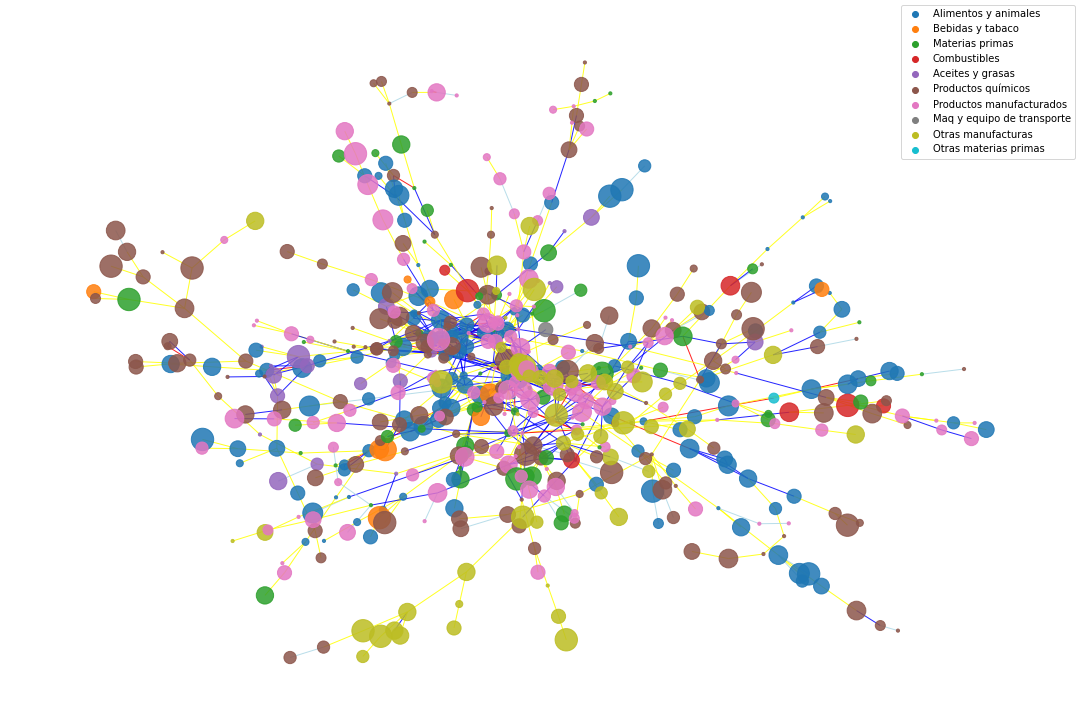 Alimentos y animales
Bebidas y tabaco
Materias primas
Combustibles
Aceites y grasas
Productos químicos
Productos manufacturados
Maq y equipo de transporte
Otras manufacturas
Otras materias primas